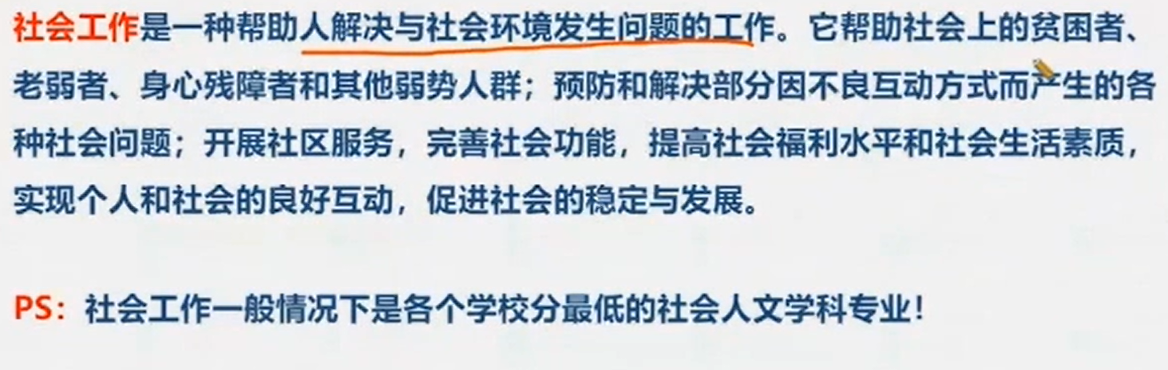 社会工作是一种帮助人解决与社会环境发生问题的工作。它帮助社会上的贫困者、
老弱者、身心残障者和其他弱势人群；预防和解决部分因不良互动方式而产生的各
种社会问题；开展社区服务，完善社会功能，提高社会福利水平和社会生活素质，
实现个人和社会的良好互动，促进社会的稳定与发展。
PS：社会工作一般情况下是各个学校分最低的社会人文学科专业！